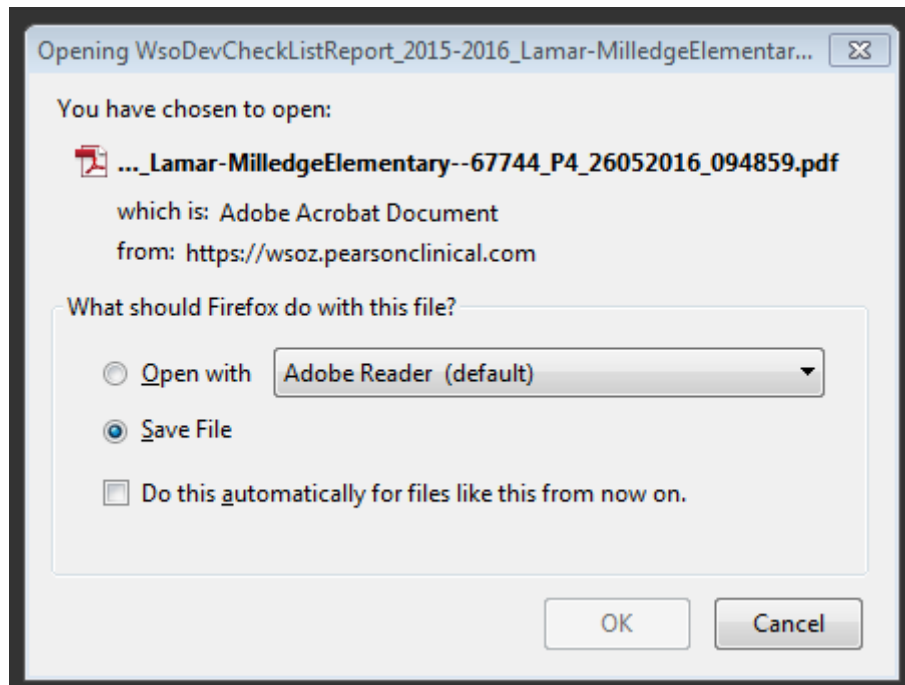 Opening WsoDevCheckListReport_2015-2016_Lamar-MilledgeElementar...
You have chosen to open:
..._Lamar-MilledgeElementary--67744_P4_26052016_094859.pdf
which is: Adobe Acrobat Document
from: https://wsoz.pearsonclinical.com
What should Firefox do with this file?
Open with Adobe Reader (default)
Save File
Do this automatically for files like this from now on.
OK Cancel